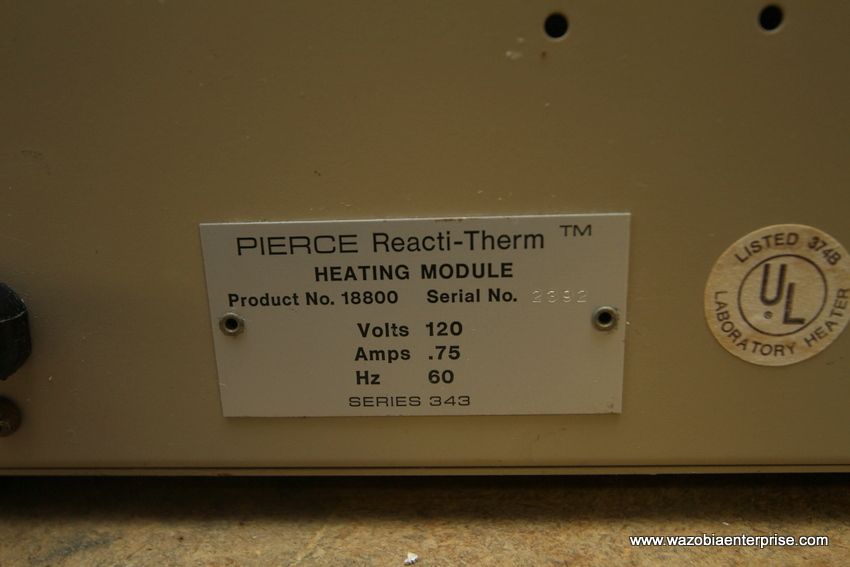 PIERCE Reacti-Therm ™
HEATING MODULE
Product No. 18800 Serial No. 2392
Volts 120
Amps .75
Hz 60
SERIES 343
LISTED 374B
UL
®
LABORATORY HEATER
www.wazobiaenterprise.com